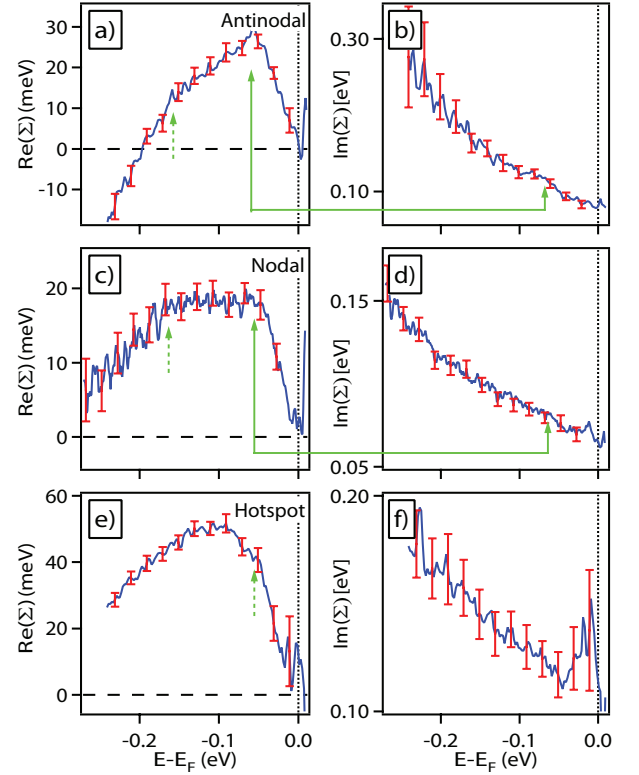 a)
Antinodal
30
20
10
0
-10
Re(Σ) (meV)
b)
0.30
0.10
Im(Σ) [eV]
c)
Nodal
20
10
0
Re(Σ) (meV)
d)
0.15
0.05
Im(Σ) [eV]
e)
Hotspot
60
40
20
0
Re(Σ) (meV)
-0.2 -0.1 0.0
E-E_F (eV)
f)
0.20
0.10
Im(Σ) [eV]
-0.2 -0.1 0.0
E-E_F (eV)